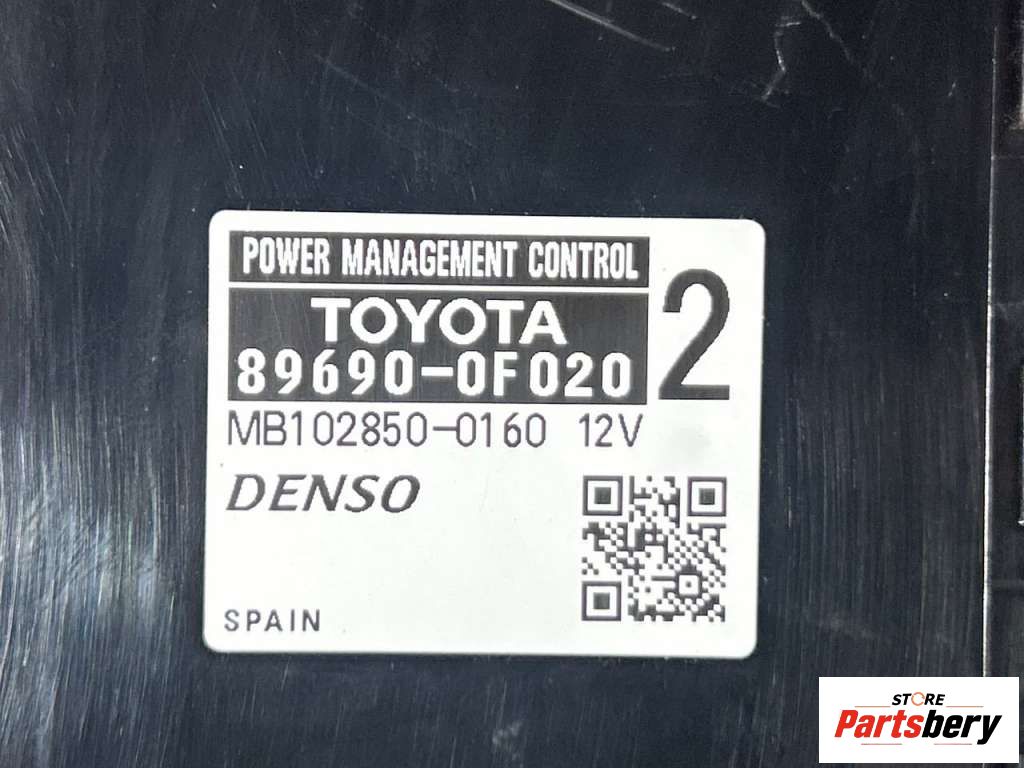 POWER MANAGEMENT CONTROL
2
TOYOTA
89690-0F020
MB102850-0160 12V
DENSO
SPAIN
STORE
Partsbery